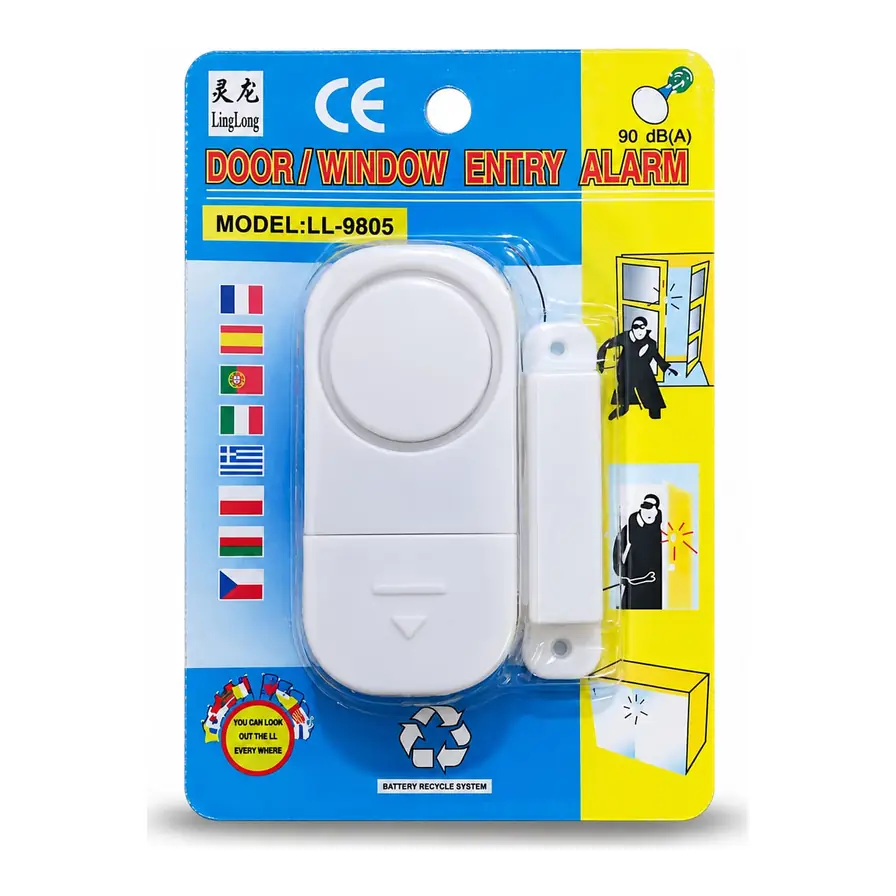 灵龙
LingLong
CE
90 dB(A)
DOOR/WINDOW ENTRY ALARM
MODEL:LL-9805
YOU CAN LOOK
OUT THE LL
EVERY WHERE
BATTERY RECYCLE SYSTEM